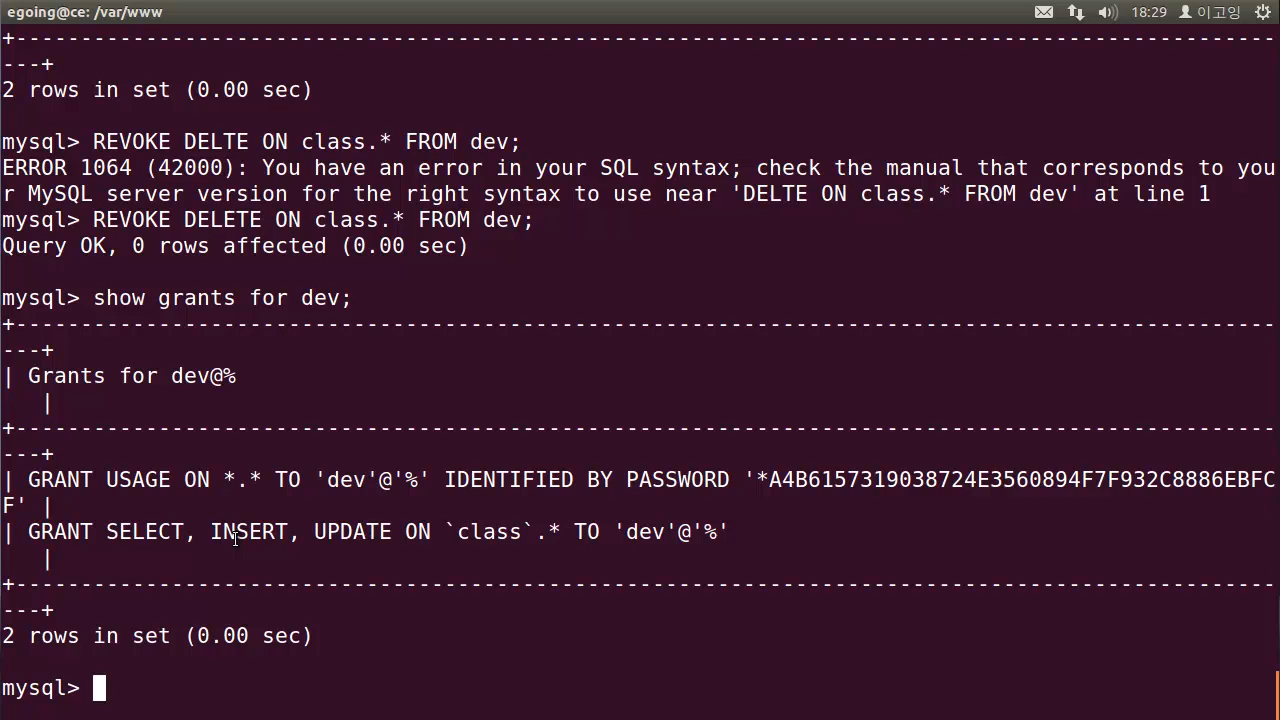 egoing@ce: /var/www 18:29 이고잉
+-------------------------------------------------------------------------------------------------
---+
2 rows in set (0.00 sec)
mysql> REVOKE DELTE ON class.* FROM dev;
ERROR 1064 (42000): You have an error in your SQL syntax; check the manual that corresponds to you
r MySQL server version for the right syntax to use near 'DELTE ON class.* FROM dev' at line 1
mysql> REVOKE DELETE ON class.* FROM dev;
Query OK, 0 rows affected (0.00 sec)
mysql> show grants for dev;
+-------------------------------------------------------------------------------------------------
---+
| Grants for dev@%
|
+-------------------------------------------------------------------------------------------------
---+
| GRANT USAGE ON *.* TO 'dev'@'%' IDENTIFIED BY PASSWORD '*A4B6157319038724E3560894F7F932C8886EBFC
F' |
| GRANT SELECT, INSERT, UPDATE ON `class`.* TO 'dev'@'%'
|
+-------------------------------------------------------------------------------------------------
---+
2 rows in set (0.00 sec)
mysql>